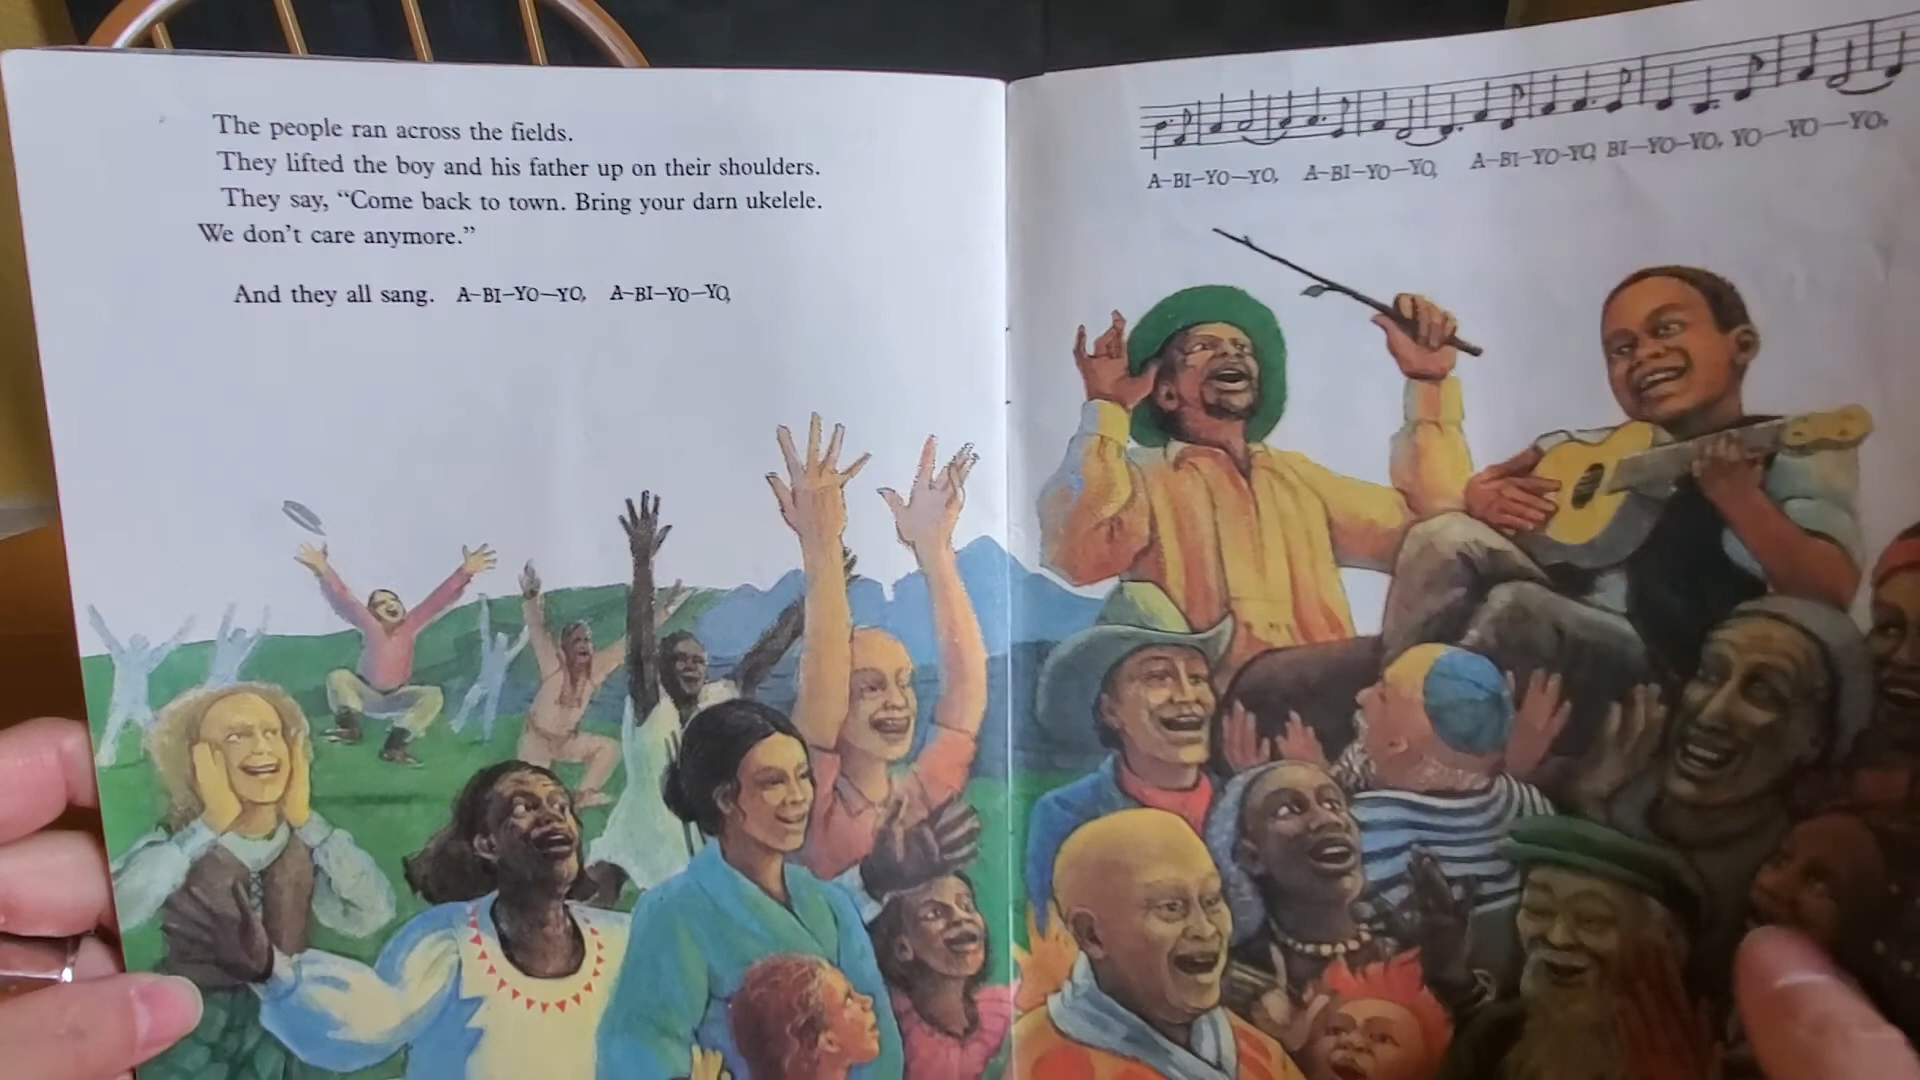 The people ran across the fields.
They lifted the boy and his father up on their shoulders.
They say, “Come back to town. Bring your darn ukelele.
We don’t care anymore.”
And they all sang. A–BI–YO–YO, A–BI–YO–YO,
A–BI–YO–YO, A–BI–YO–YO, A–BI–YO–YO, BI–YO–YO, YO–YO–YO,